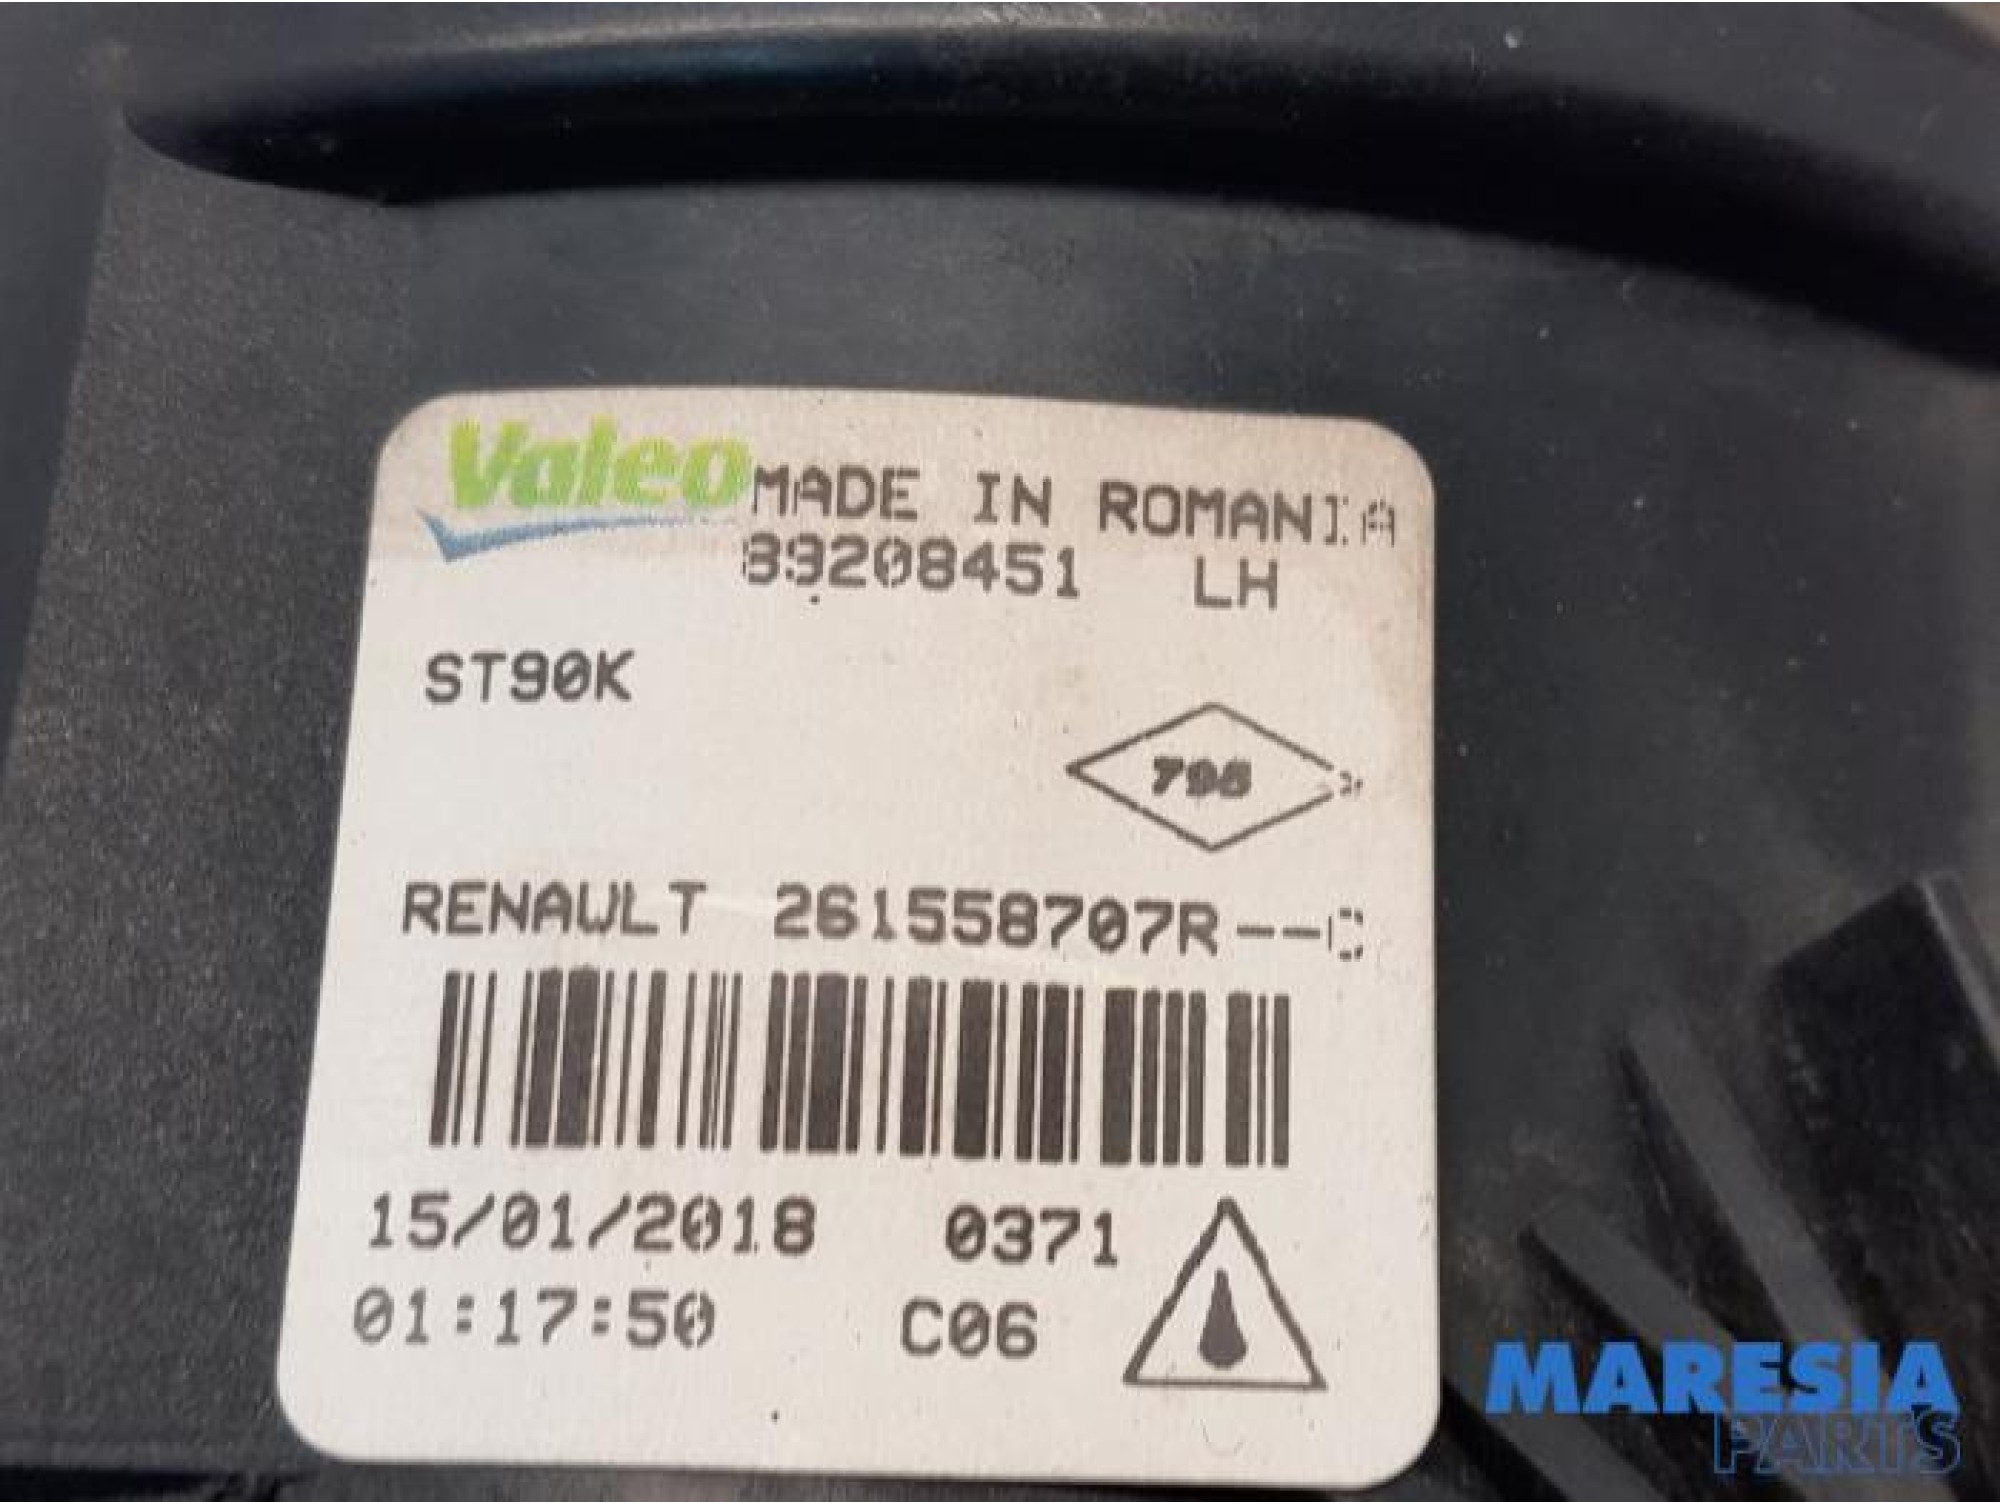 Valeo MADE IN ROMANIA
89208451 LH
ST90K
795
RENAULT 261558707R--C
15/01/2018 0371
01:17:50 C06
MARESIA
PARTS